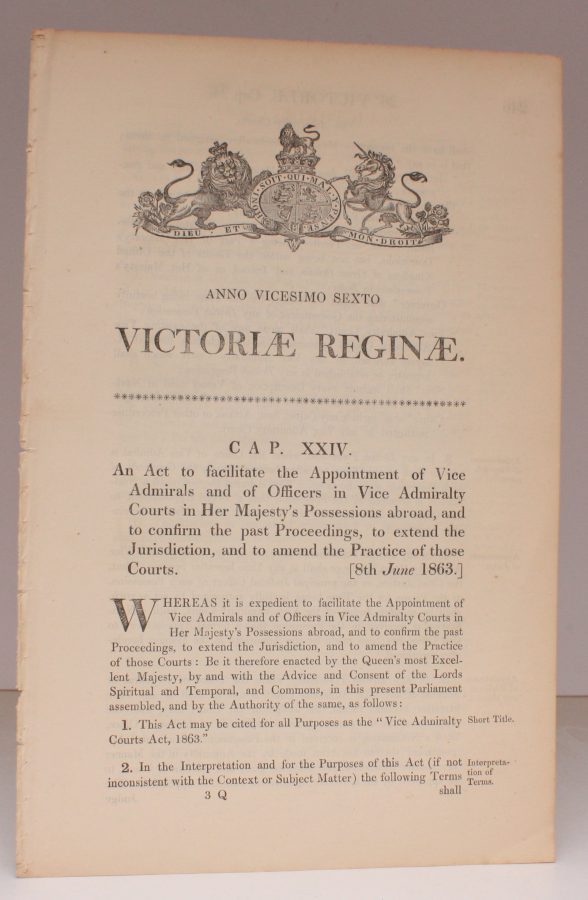 HONI·SOIT·QUI·MAL·Y·PENSE
DIEU ET MON·DROIT
ANNO VICESIMO SEXTO
VICTORIÆ REGINÆ.
CAP. XXIV.
An Act to facilitate the Appointment of Vice
Admirals and of Officers in Vice Admiralty
Courts in Her Majesty's Possessions abroad, and
to confirm the past Proceedings, to extend the
Jurisdiction, and to amend the Practice of those
Courts. [8th June 1863.]
WHEREAS it is expedient to facilitate the Appointment of
Vice Admirals and of Officers in Vice Admiralty Courts in
Her Majesty's Possessions abroad, and to confirm the past
Proceedings, to extend the Jurisdiction, and to amend the Practice
of those Courts: Be it therefore enacted by the Queen's most Excel-
lent Majesty, by and with the Advice and Consent of the Lords
Spiritual and Temporal, and Commons, in this present Parliament
assembled, and by the Authority of the same, as follows:
1. This Act may be cited for all Purposes as the "Vice Admiralty Short Title.
Courts Act, 1863."
2. In the Interpretation and for the Purposes of this Act (if not
inconsistent with the Context or Subject Matter) the following Terms
shall
Interpreta-
tion of
Terms.
3 Q